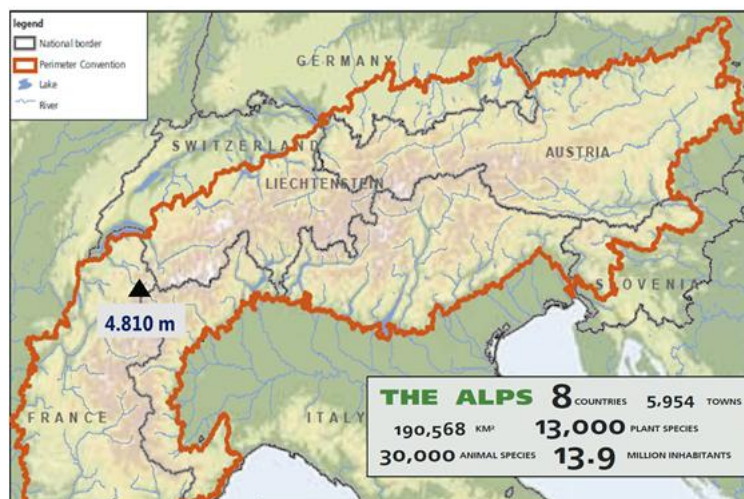 legend
National border
Perimeter Convention
Lake
River
GERMANY
SWITZERLAND
AUSTRIA
LIECHTENSTEIN
SLOVENIA
4.810 m
FRANCE
ITALY
THE ALPS 8 COUNTRIES 5,954 TOWNS
190,568 KM² 13,000 PLANT SPECIES
30,000 ANIMAL SPECIES 13.9 MILLION INHABITANTS